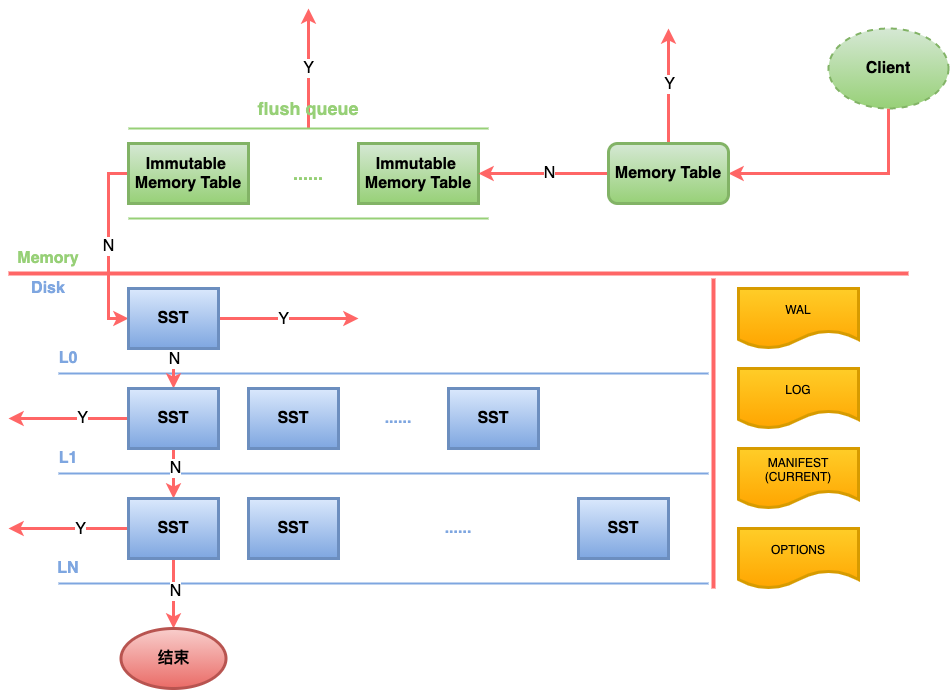 Client
Y
Y
flush queue
Immutable
Memory Table
......
Immutable
Memory Table
N
Memory Table
N
Memory
Disk
SST
Y
WAL
N
L0
LOG
Y
SST
SST
......
SST
L1
N
MANIFEST
(CURRENT)
Y
SST
SST
......
SST
OPTIONS
LN
N
结束